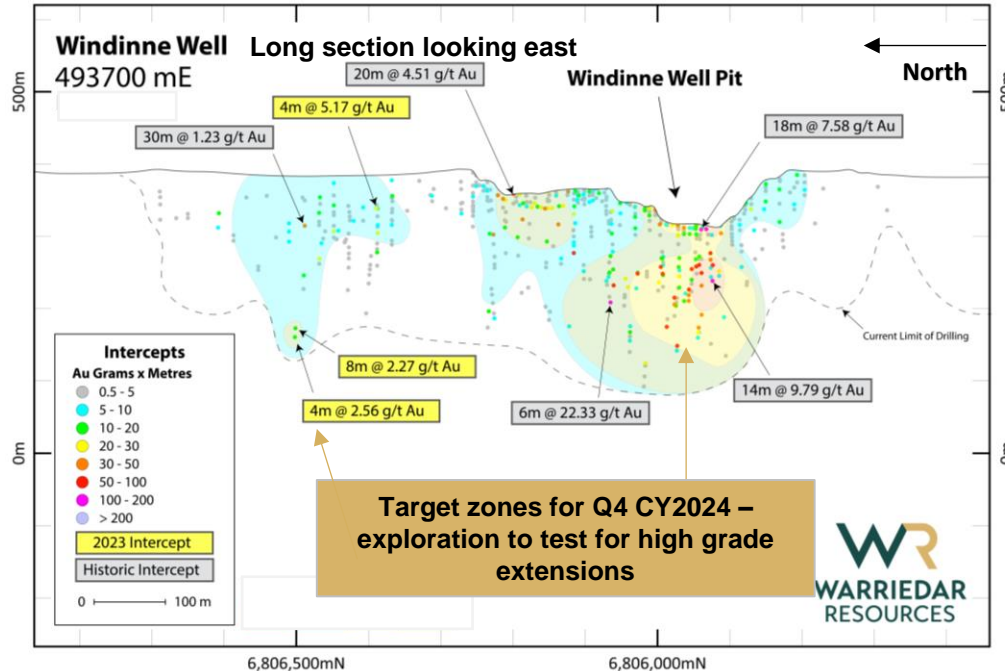 Windinne Well
493700 mE
Long section looking east
North
500m
500m
20m @ 4.51 g/t Au
4m @ 5.17 g/t Au
30m @ 1.23 g/t Au
Windinne Well Pit
18m @ 7.58 g/t Au
Current Limit of Drilling
8m @ 2.27 g/t Au
4m @ 2.56 g/t Au
6m @ 22.33 g/t Au
14m @ 9.79 g/t Au
Intercepts
Au Grams x Metres
0.5 - 5
5 - 10
10 - 20
20 - 30
30 - 50
50 - 100
100 - 200
> 200
2023 Intercept
Historic Intercept
0 100 m
0m
0m
Target zones for Q4 CY2024 –
exploration to test for high grade
extensions
WR
WARRIEDAR
RESOURCES
6,806,500mN
6,806,000mN